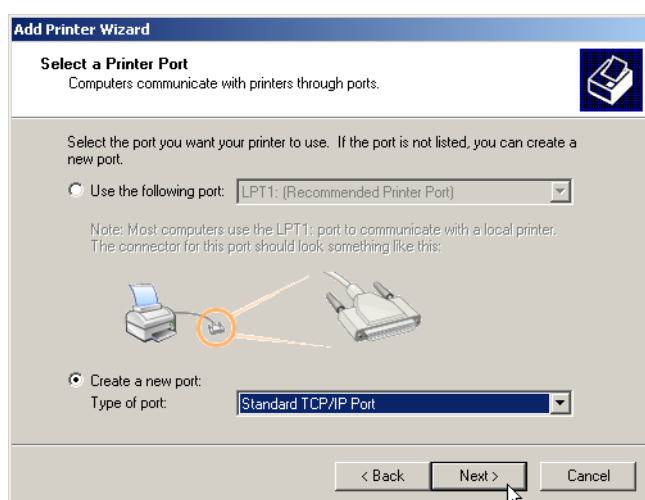 Add Printer Wizard
Select a Printer Port
Computers communicate with printers through ports.
Select the port you want your printer to use.  If the port is not listed, you can create a
new port.
Use the following port:
LPT1: (Recommended Printer Port)
Note: Most computers use the LPT1: port to communicate with a local printer.
The connector for this port should look something like this:
Create a new port:
Type of port:
Standard TCP/IP Port
< Back
Next >
Cancel